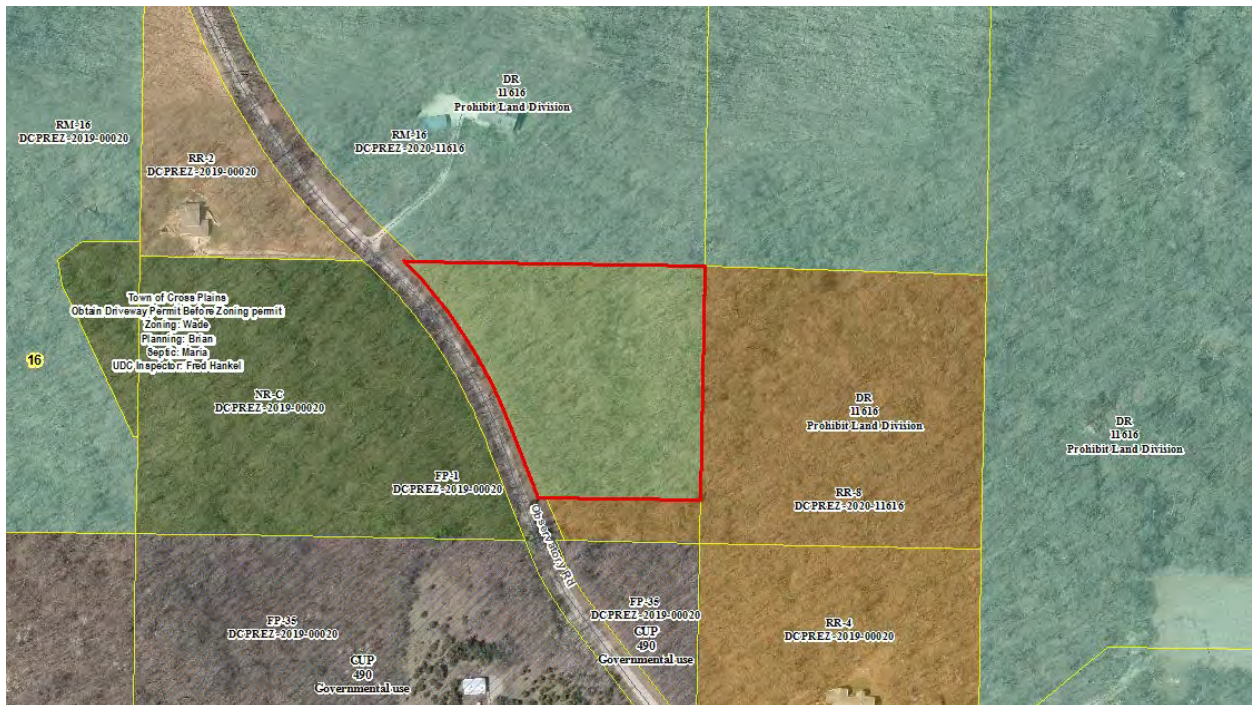 DR
11616
Prohibit Land Division
RM-16
DCPREZ-2019-00020
RM-16
DCPREZ-2020-11616
RR-2
DCPREZ-2019-00020
Town of Cross Plains
Obtain Driveway Permit Before Zoning permit
Zoning: Wade
Planning: Brian
Septic: Maria
UDC Inspector: Fred Hankel
16
NR-C
DCPREZ-2019-00020
DR
11616
Prohibit Land Division
DR
11616
Prohibit Land Division
FP-1
DCPREZ-2019-00020
RR-8
DCPREZ-2020-11616
Observatory Rd
FP-35
DCPREZ-2019-00020
CUP
490
Governmental use
FP-35
DCPREZ-2019-00020
CUP
490
Governmental use
RR-4
DCPREZ-2019-00020